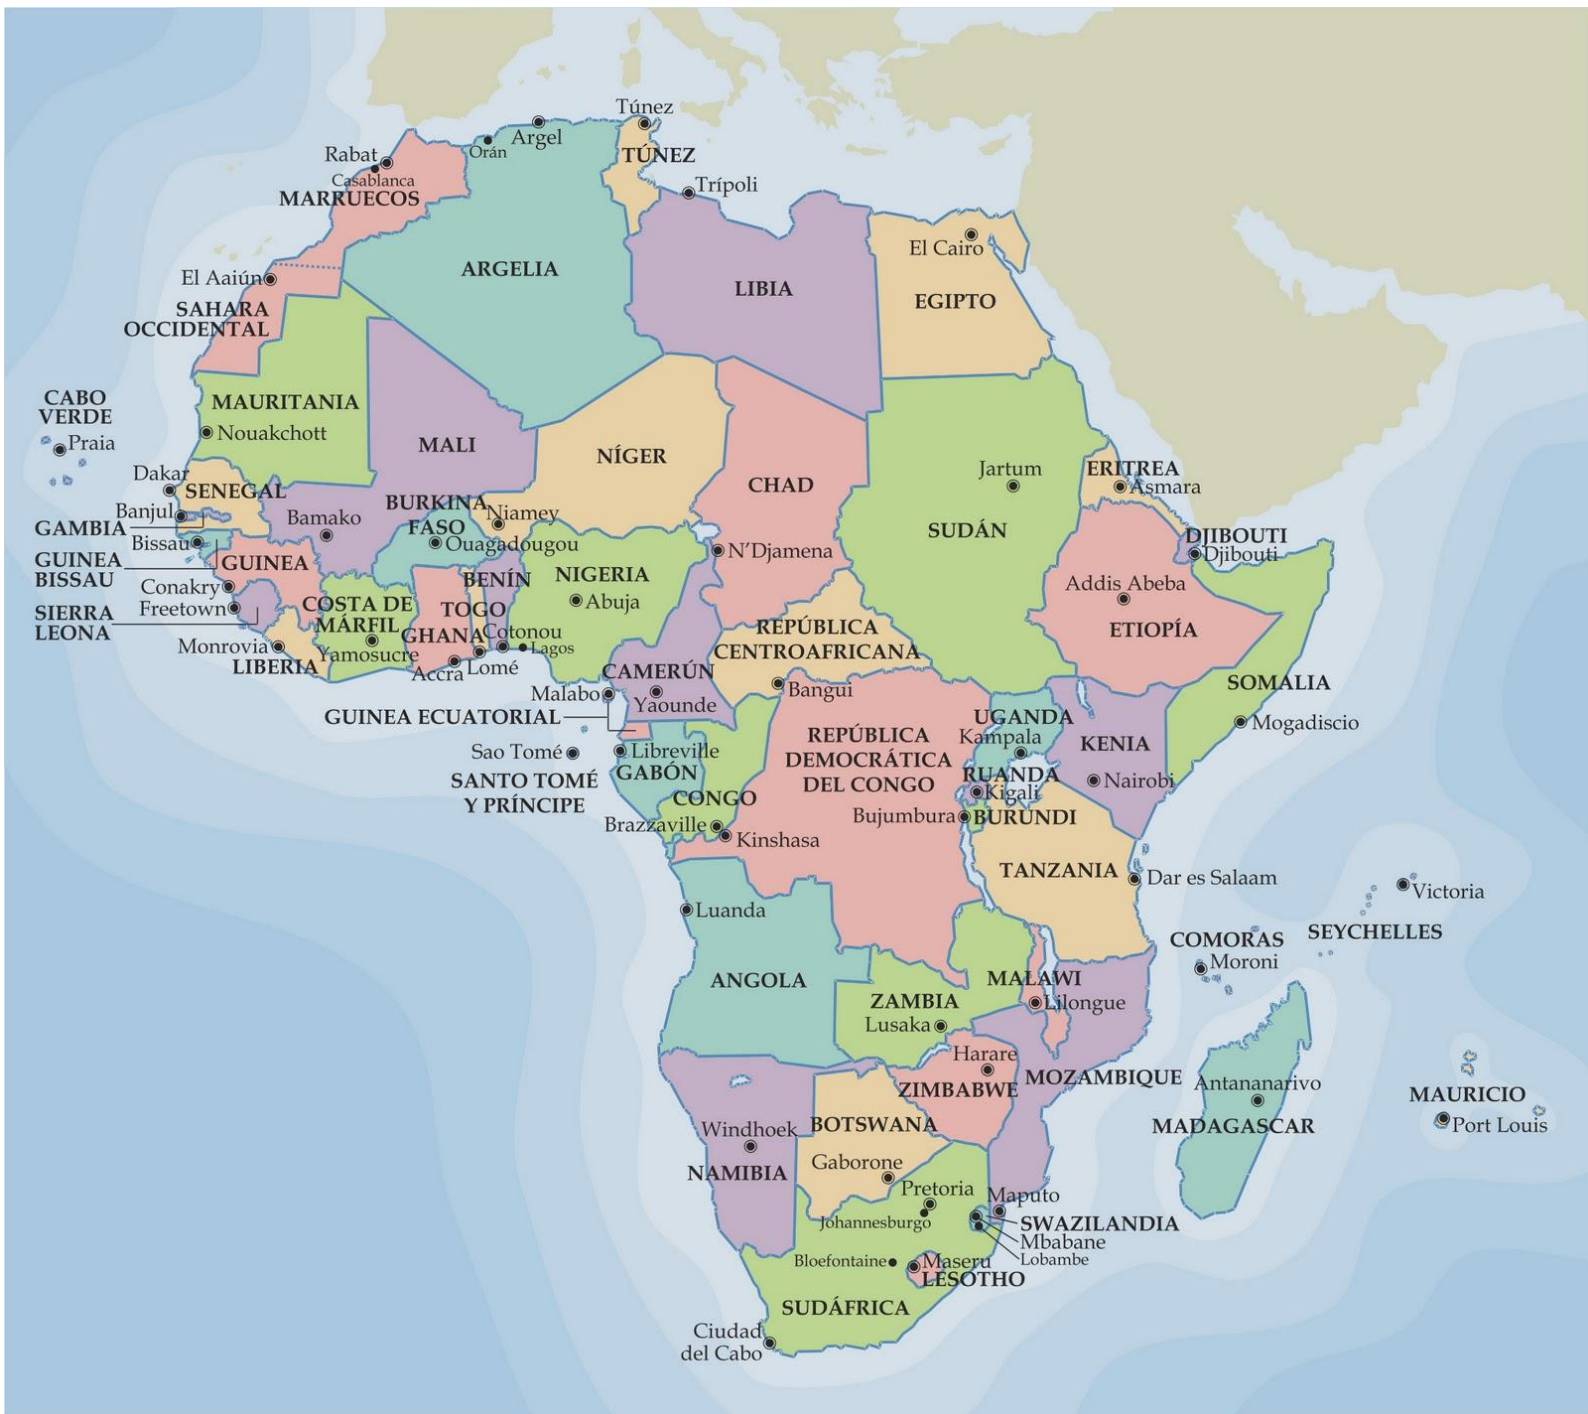 Túnez
Argel
Orán
TÚNEZ
Rabat
Casablanca
MARRUECOS
Trípoli
El Cairo
ARGELIA
LIBIA
EGIPTO
El Aaiún
SAHARA
OCCIDENTAL
CABO
VERDE
Praia
MAURITANIA
Nouakchott
MALI
NÍGER
CHAD
Jartum
SUDÁN
ERITREA
Asmara
Dakar
SENEGAL
Banjul
GAMBIA
Bissau
GUINEA
BISSAU
Bamako
BURKINA
FASO
Niamey
Ouagadougou
GUINEA
Conakry
Freetown
SIERRA
LEONA
Monrovia
LIBERIA
COSTA DE
MÁRFIL
Yamosucre
GHANA
Accra
TOGO
Lomé
BENÍN
Cotonou
Lagos
NIGERIA
Abuja
N'Djamena
DJIBOUTI
Djibouti
Addis Abeba
ETIOPÍA
SOMALIA
Mogadiscio
REPÚBLICA
CENTROAFRICANA
Bangui
CAMERÚN
Yaounde
Malabo
GUINEA ECUATORIAL
Sao Tomé
SANTO TOMÉ
Y PRÍNCIPE
Libreville
GABÓN
CONGO
Brazzaville
Kinshasa
REPÚBLICA
DEMOCRÁTICA
DEL CONGO
UGANDA
Kampala
KENIA
Nairobi
RUANDA
Kigali
Bujumbura
BURUNDI
TANZANIA
Dar es Salaam
Victoria
SEYCHELLES
COMORAS
Moroni
Luanda
ANGOLA
ZAMBIA
Lusaka
MALAWI
Lilongue
Harare
ZIMBABWE
MOZAMBIQUE
Antananarivo
MADAGASCAR
MAURICIO
Port Louis
Windhoek
NAMIBIA
BOTSWANA
Gaborone
Pretoria
Johannesburgo
Maputo
SWAZILANDIA
Mbabane
Lobambe
Bloefontaine
Maseru
LESOTHO
SUDÁFRICA
Ciudad
del Cabo